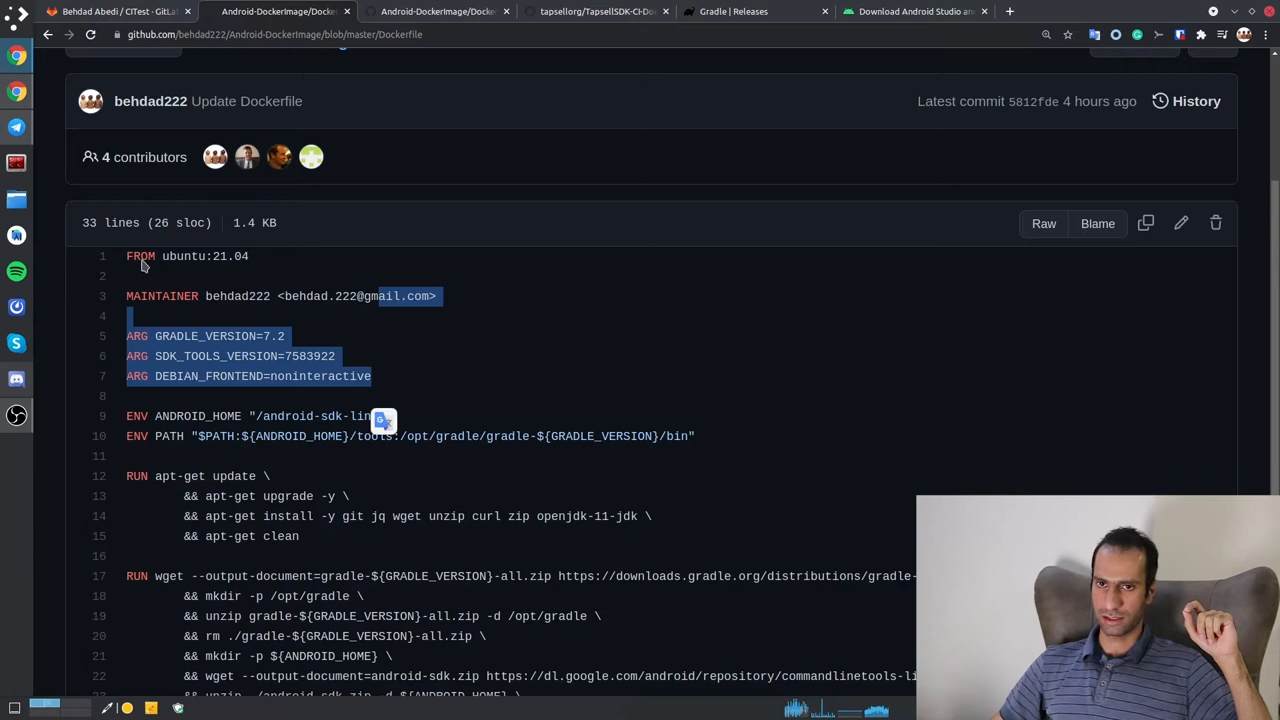 Behdad Abedi / CITest · GitLab
Android-DockerImage/Docke
Android-DockerImage/Docke
tapsellorg/TapsellSDK-CI-Do
Gradle | Releases
Download Android Studio an
github.com/behdad222/Android-DockerImage/blob/master/Dockerfile
behdad222 Update Dockerfile
Latest commit 5812fde 4 hours ago
History
4 contributors
33 lines (26 sloc) 1.4 KB
Raw
Blame
1 FROM ubuntu:21.04
2
3 MAINTAINER behdad222 <behdad.222@gmail.com>
4
5 ARG GRADLE_VERSION=7.2
6 ARG SDK_TOOLS_VERSION=7583922
7 ARG DEBIAN_FRONTEND=noninteractive
8
9 ENV ANDROID_HOME "/android-sdk-lin
10 ENV PATH "$PATH:${ANDROID_HOME}/tools:/opt/gradle/gradle-${GRADLE_VERSION}/bin"
11
12 RUN apt-get update \
13 && apt-get upgrade -y \
14 && apt-get install -y git jq wget unzip curl zip openjdk-11-jdk \
15 && apt-get clean
16
17 RUN wget --output-document=gradle-${GRADLE_VERSION}-all.zip https://downloads.gradle.org/distributions/gradle-
18 && mkdir -p /opt/gradle \
19 && unzip gradle-${GRADLE_VERSION}-all.zip -d /opt/gradle \
20 && rm ./gradle-${GRADLE_VERSION}-all.zip \
21 && mkdir -p ${ANDROID_HOME} \
22 && wget --output-document=android-sdk.zip https://dl.google.com/android/repository/commandlinetools-li
23 && unzip ./android-sdk.zip -d ${ANDROID_HOME} \